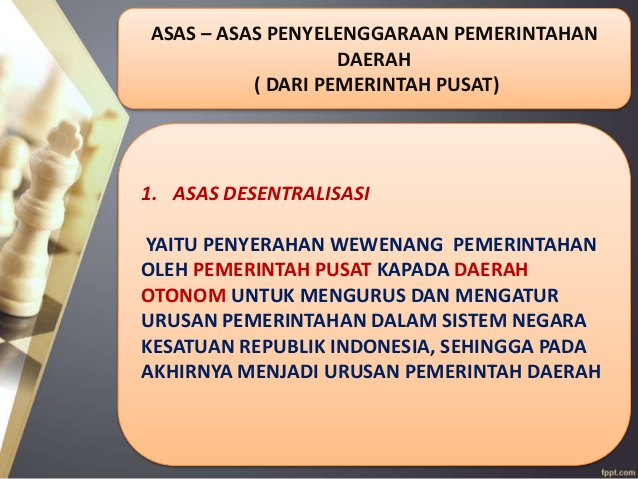 ASAS – ASAS PENYELENGGARAAN PEMERINTAHAN
DAERAH
( DARI PEMERINTAH PUSAT)
1. ASAS DESENTRALISASI
YAITU PENYERAHAN WEWENANG PEMERINTAHAN
OLEH PEMERINTAH PUSAT KAPADA DAERAH
OTONOM UNTUK MENGURUS DAN MENGATUR
URUSAN PEMERINTAHAN DALAM SISTEM NEGARA
KESATUAN REPUBLIK INDONESIA, SEHINGGA PADA
AKHIRNYA MENJADI URUSAN PEMERINTAH DAERAH
fppt.com